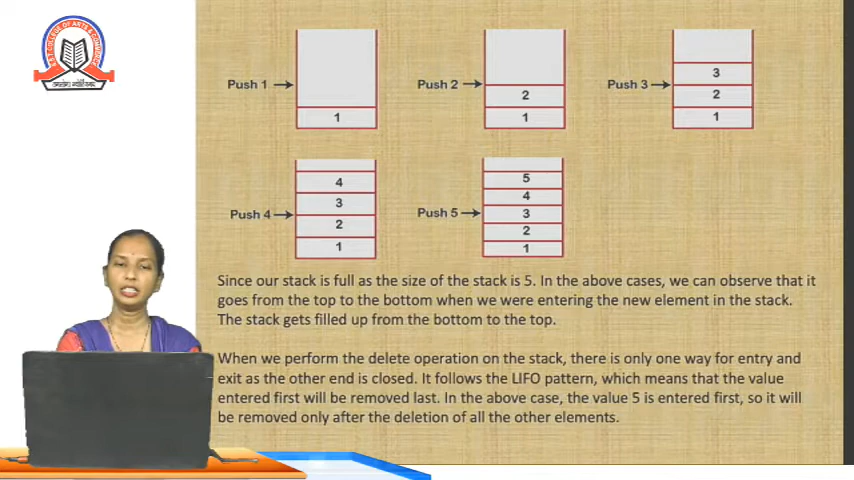 COLLEGE OF ARTS & COMMERCE
Push 1
1
Push 2
2
1
Push 3
3
2
1
Push 4
4
3
2
1
Push 5
5
4
3
2
1
Since our stack is full as the size of the stack is 5. In the above cases, we can observe that it
goes from the top to the bottom when we were entering the new element in the stack.
The stack gets filled up from the bottom to the top.
When we perform the delete operation on the stack, there is only one way for entry and
exit as the other end is closed. It follows the LIFO pattern, which means that the value
entered first will be removed last. In the above case, the value 5 is entered first, so it will
be removed only after the deletion of all the other elements.